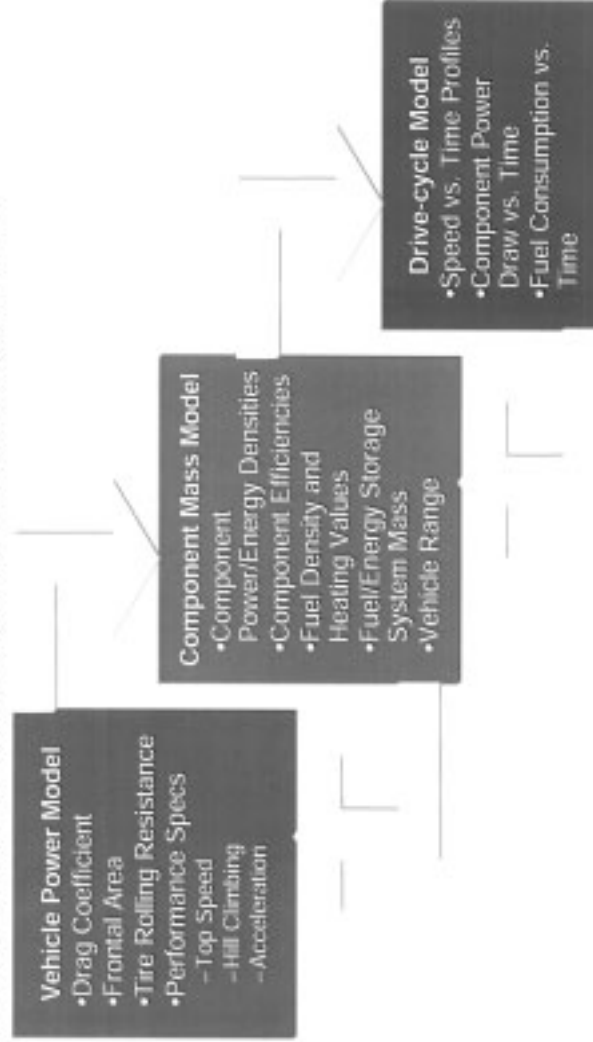 Vehicle Power Model
•Drag Coefficient
•Frontal Area
•Tire Rolling Resistance
•Performance Specs
–Top Speed
–Hill Climbing
–Acceleration
Component Mass Model
•Component
Power/Energy Densities
•Component Efficiencies
•Fuel Density and
Heating Values
•Fuel/Energy Storage
System Mass
•Vehicle Range
Drive-cycle Model
•Speed vs. Time Profiles
•Component Power
Draw vs. Time
•Fuel Consumption vs.
Time